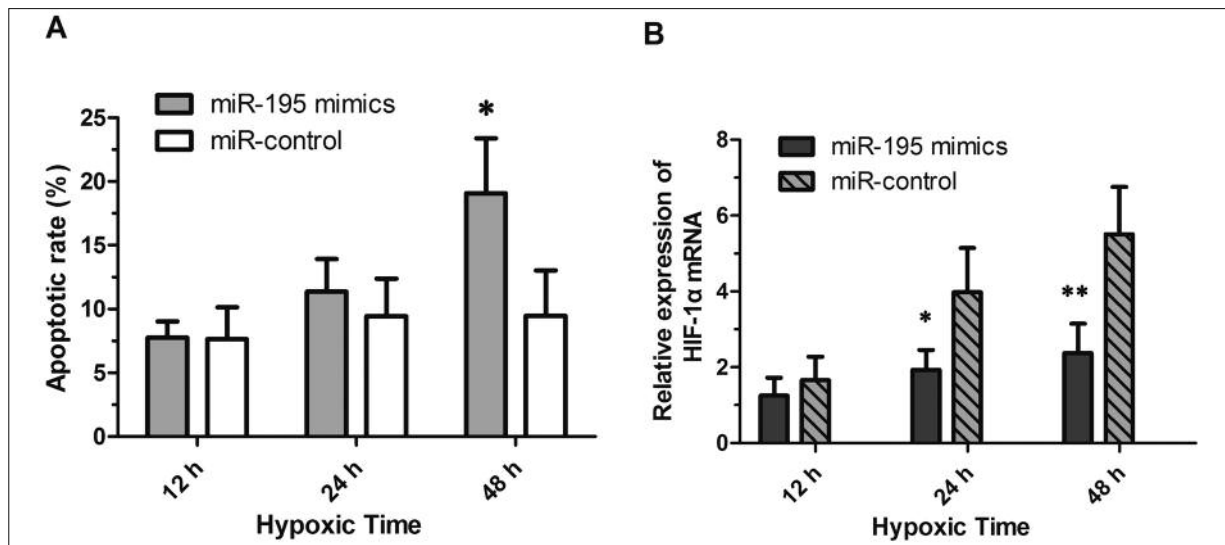 A
miR-195 mimics
miR-control
Apoptotic rate (%)
25
20
15
10
5
0
*
12 h
24 h
48 h
Hypoxic Time
B
miR-195 mimics
miR-control
Relative expression of
HIF-1α mRNA
8
6
4
2
0
*
**
12 h
24 h
48 h
Hypoxic Time